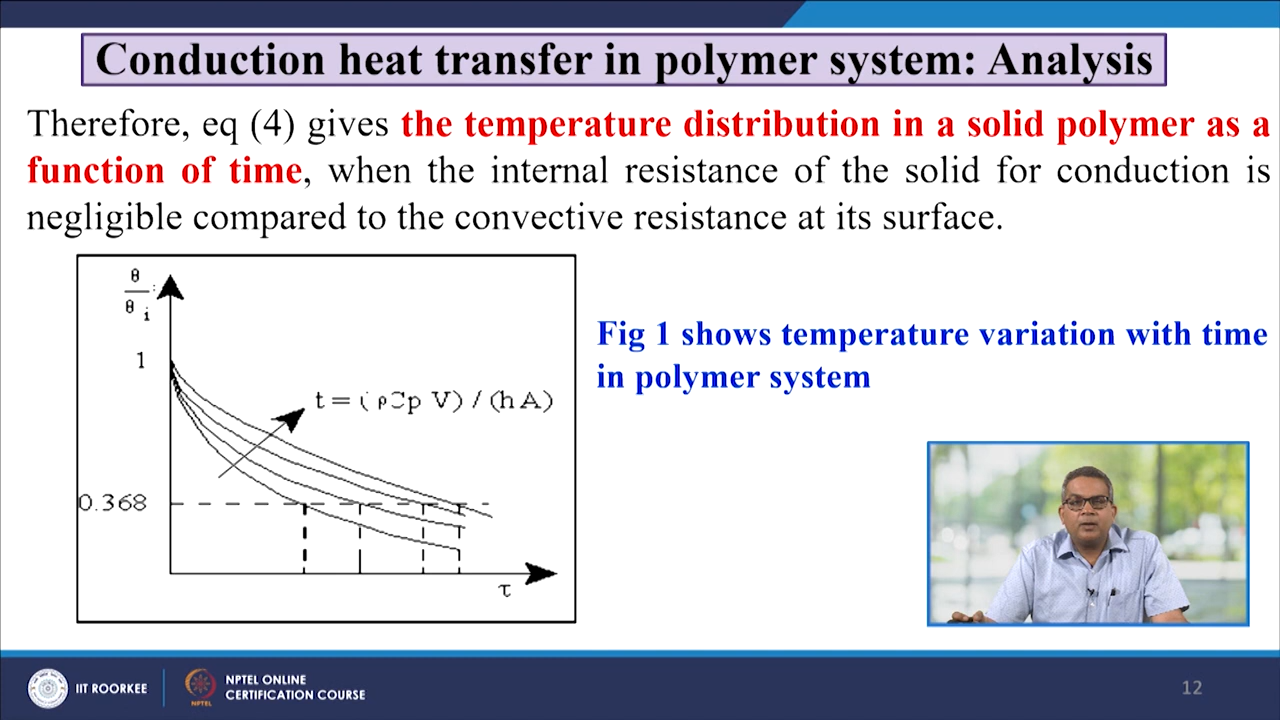 Conduction heat transfer in polymer system: Analysis
Therefore, eq (4) gives the temperature distribution in a solid polymer as a
function of time, when the internal resistance of the solid for conduction is
negligible compared to the convective resistance at its surface.
θ
θ i
1
t = (ρCp V) / (h A)
0.368
τ
Fig 1 shows temperature variation with time
in polymer system
IIT ROORKEE
NPTEL
NPTEL ONLINE
CERTIFICATION COURSE
12